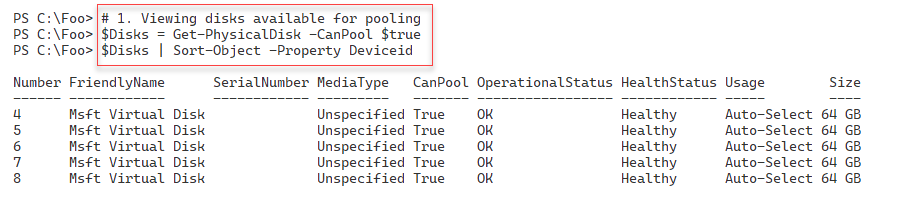 PS C:\Foo> # 1. Viewing disks available for pooling
PS C:\Foo> $Disks = Get-PhysicalDisk -CanPool $true
PS C:\Foo> $Disks | Sort-Object -Property Deviceid
Number FriendlyName      SerialNumber MediaType   CanPool OperationalStatus HealthStatus Usage        Size
------ ------------      ------------ ---------   ------- ----------------- ------------ -----        ----
4      Msft Virtual Disk              Unspecified True    OK                Healthy      Auto-Select 64 GB
5      Msft Virtual Disk              Unspecified True    OK                Healthy      Auto-Select 64 GB
6      Msft Virtual Disk              Unspecified True    OK                Healthy      Auto-Select 64 GB
7      Msft Virtual Disk              Unspecified True    OK                Healthy      Auto-Select 64 GB
8      Msft Virtual Disk              Unspecified True    OK                Healthy      Auto-Select 64 GB